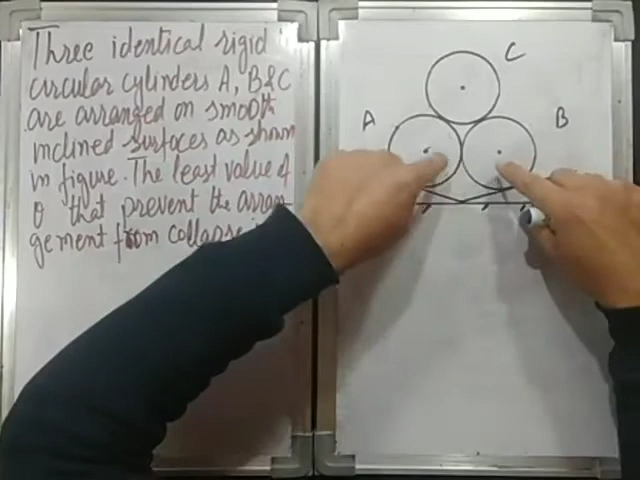 Three identical rigid
circular cylinders A, B & C
are arranged on smooth
inclined surfaces as shown
in figure. The least value of
θ that prevent the arran-
gement from collapse
A
B
C